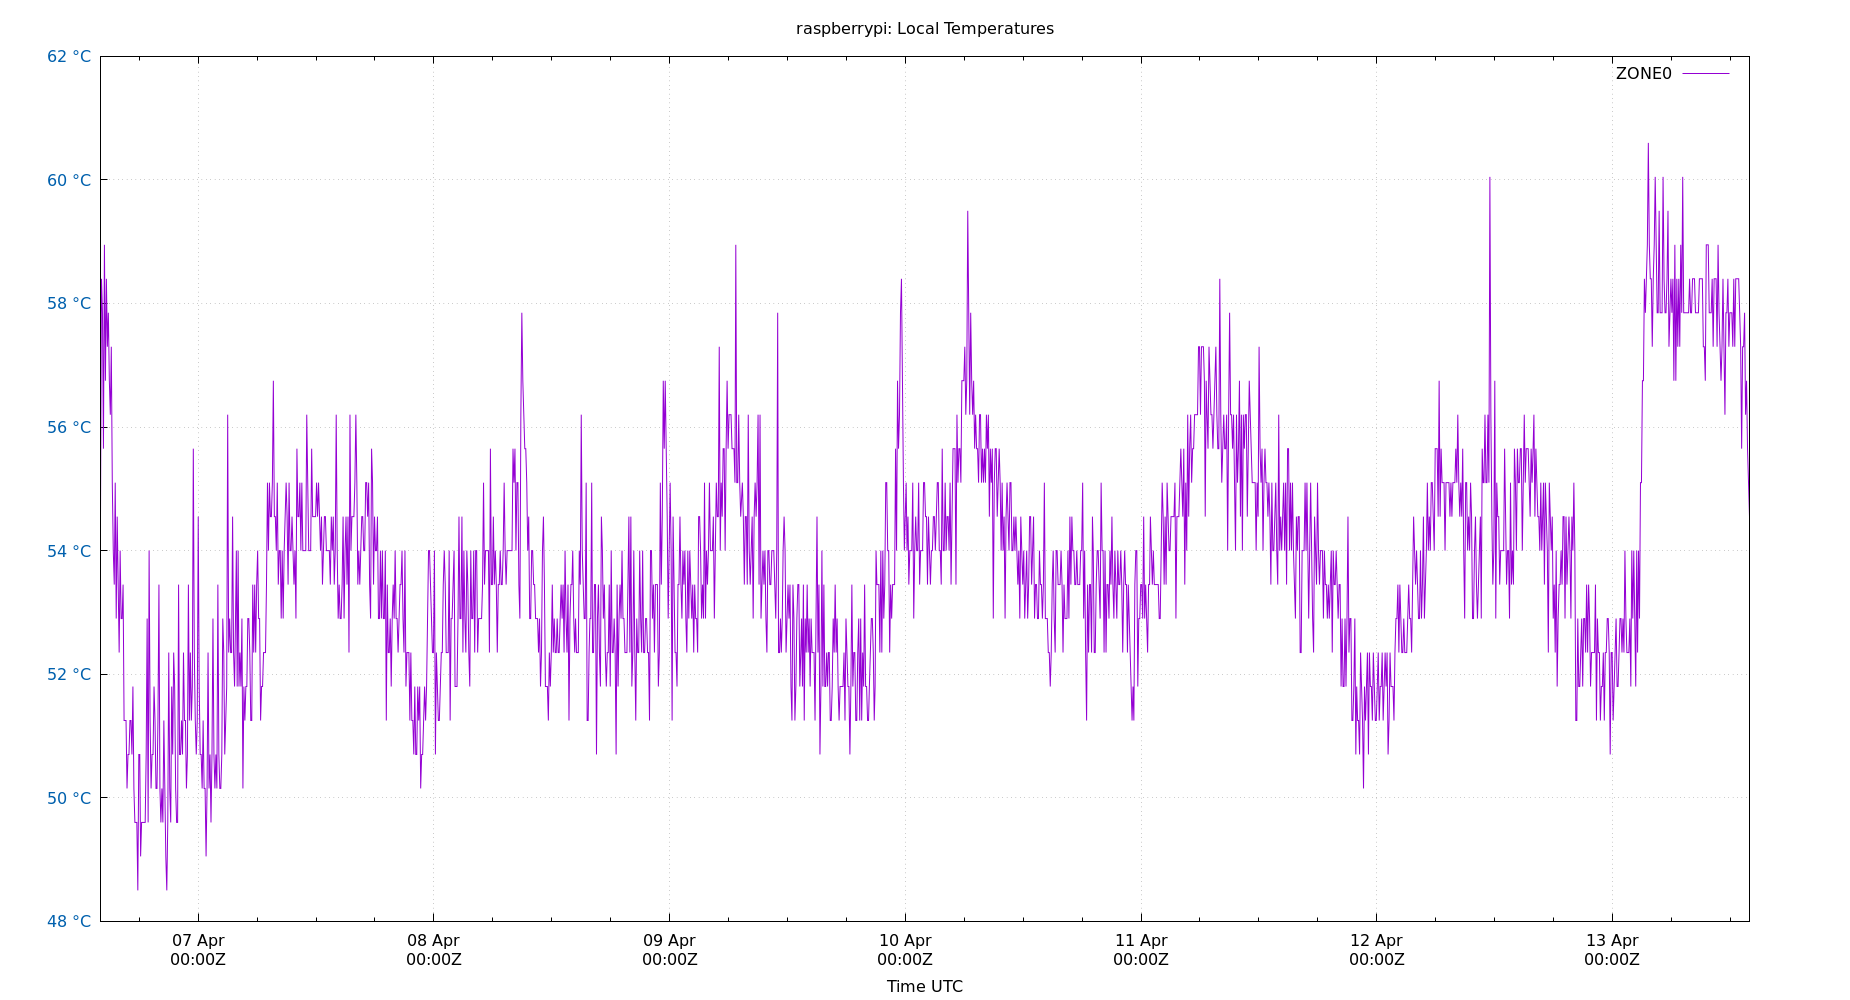 raspberrypi: Local Temperatures
62 °C
ZONE0
60 °C
58 °C
56 °C
54 °C
52 °C
50 °C
48 °C
07 Apr 08 Apr 09 Apr 10 Apr 11 Apr 12 Apr 13 Apr
00:00Z 00:00Z 00:00Z 00:00Z 00:00Z 00:00Z 00:00Z
Time UTC